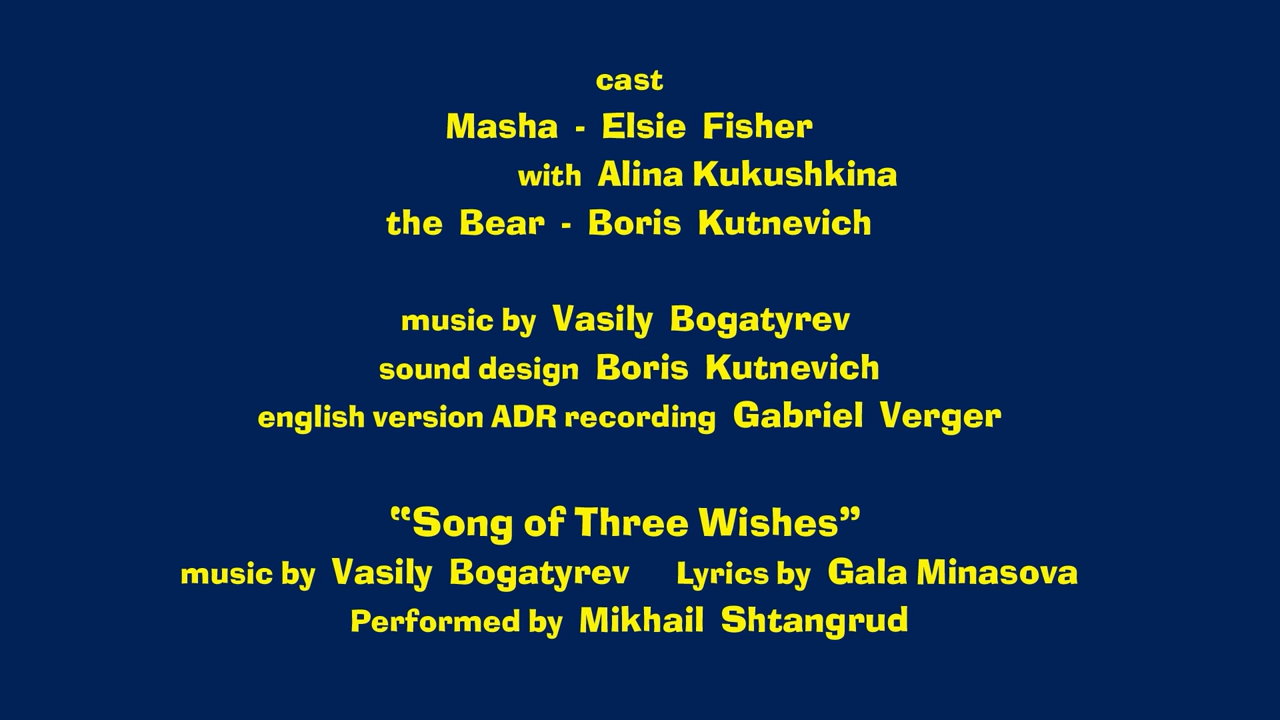 cast
Masha - Elsie Fisher
with Alina Kukushkina
the Bear - Boris Kutnevich
music by Vasily Bogatyrev
sound design Boris Kutnevich
english version ADR recording Gabriel Verger
“Song of Three Wishes”
music by Vasily Bogatyrev Lyrics by Gala Minasova
Performed by Mikhail Shtangrud